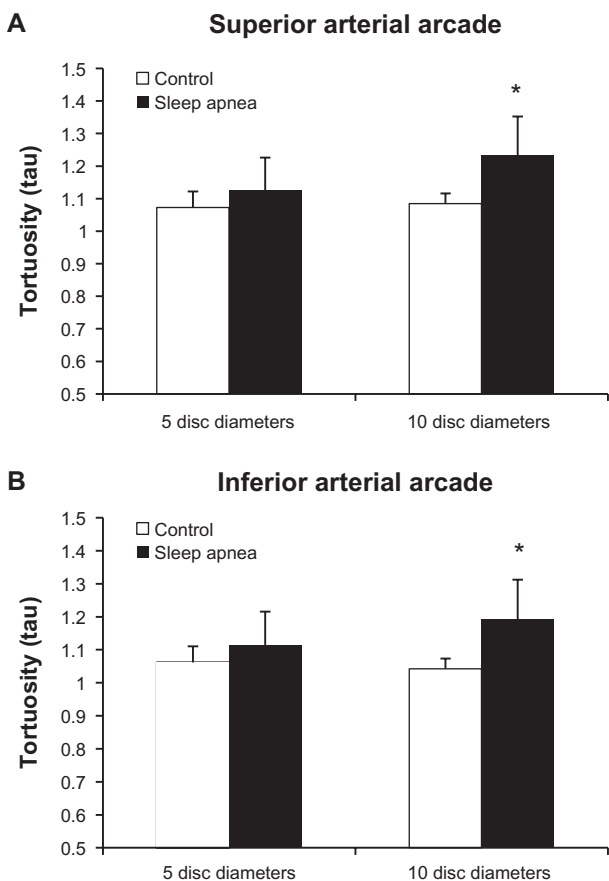 A
Superior arterial arcade
Tortuosity (tau)
1.5
1.4
1.3
1.2
1.1
1
0.9
0.8
0.7
0.6
0.5
Control
Sleep apnea
*
5 disc diameters
10 disc diameters
B
Inferior arterial arcade
Tortuosity (tau)
1.5
1.4
1.3
1.2
1.1
1
0.9
0.8
0.7
0.6
0.5
Control
Sleep apnea
*
5 disc diameters
10 disc diameters